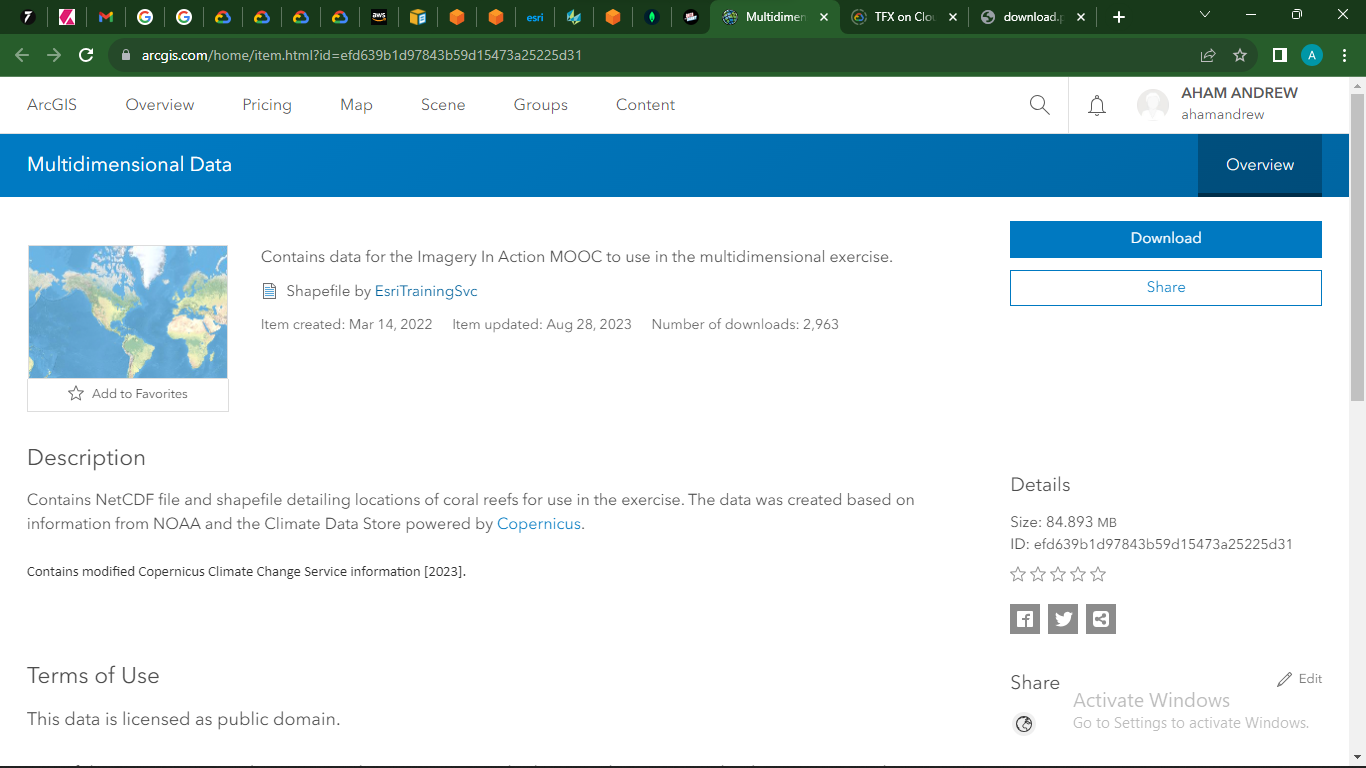 aws
esri
Multidimen
TFX on Clou
download.p
arcgis.com/home/item.html?id=efd639b1d97843b59d15473a25225d31
A
ArcGIS
Overview
Pricing
Map
Scene
Groups
Content
AHAM ANDREW
ahamandrew
Multidimensional Data
Overview
Contains data for the Imagery In Action MOOC to use in the multidimensional exercise.
Shapefile by EsriTrainingSvc
Item created: Mar 14, 2022 Item updated: Aug 28, 2023 Number of downloads: 2,963
Add to Favorites
Download
Share
Description
Contains NetCDF file and shapefile detailing locations of coral reefs for use in the exercise. The data was created based on
information from NOAA and the Climate Data Store powered by Copernicus.
Contains modified Copernicus Climate Change Service information [2023].
Details
Size: 84.893 MB
ID: efd639b1d97843b59d15473a25225d31
Terms of Use
This data is licensed as public domain.
Share
Edit
Activate Windows
Go to Settings to activate Windows.